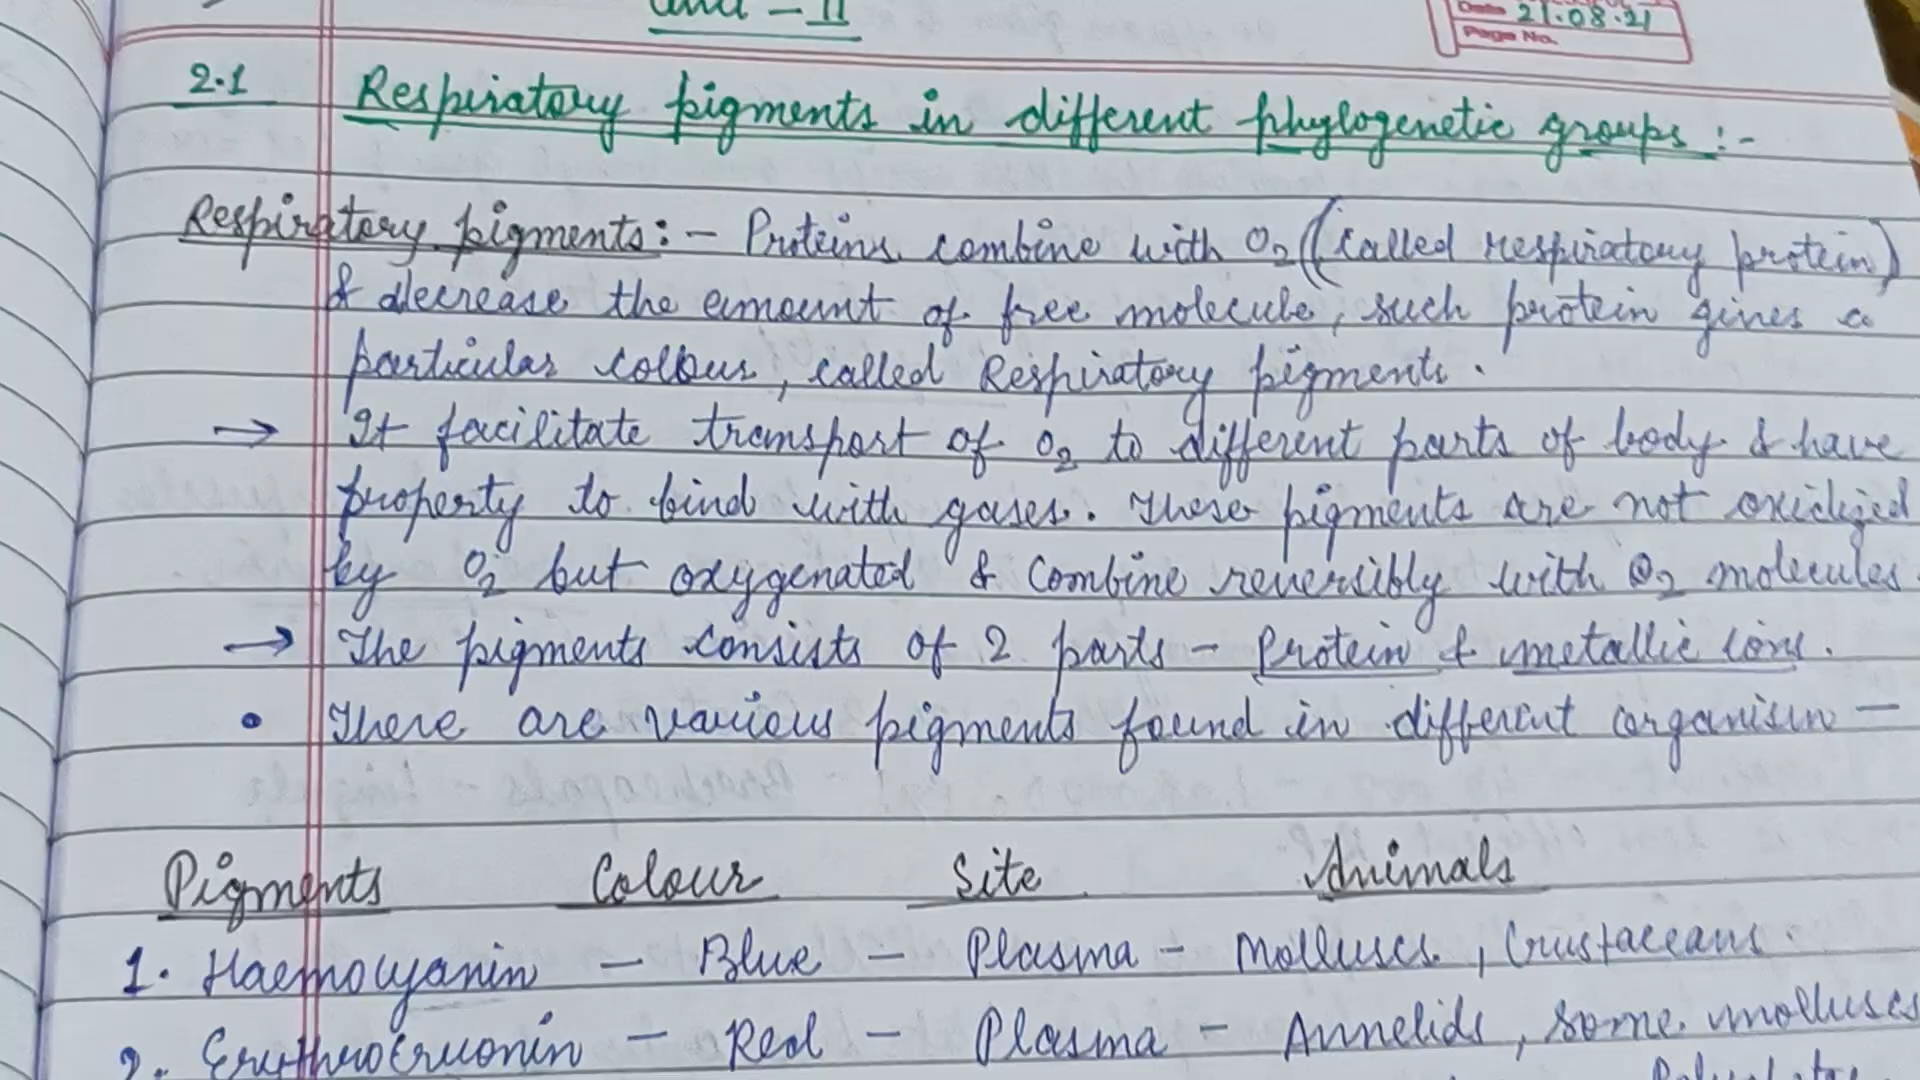 Unit - II
Date 21.08.21
Page No.
2.1 Respiratory pigments in different phylogenetic groups :-
Respiratory pigments: - Proteins combine with O2 (called respiratory protein)
& decrease the amount of free molecule, such protein gives a
particular colour, called Respiratory pigments.
→ It facilitate transport of O2 to different parts of body & have
property to bind with gases. These pigments are not oxidized
by O2 but oxygenated & combine reversibly with O2 molecules.
→ The pigments consists of 2 parts - Protein & metallic ions.
• There are various pigments found in different organism -
Pigments Colour Site Animals
1. Haemocyanin - Blue - Plasma - Molluscs, Crustaceans.
2. Erythrocruonin - Red - Plasma - Annelids, some molluscs